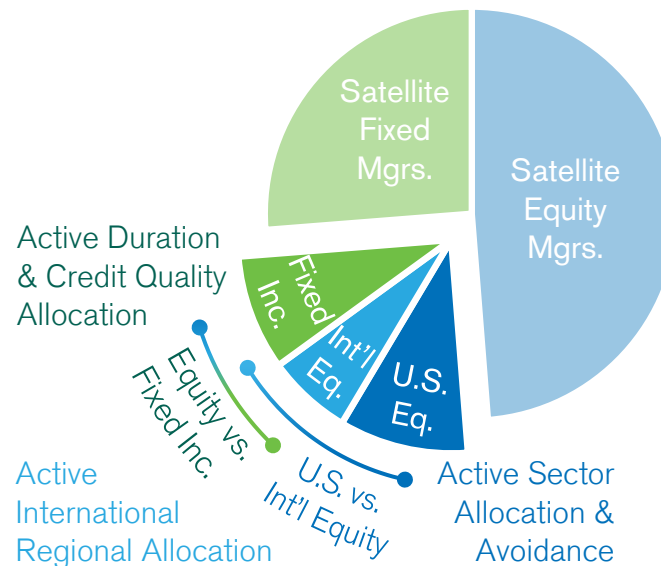 Satellite
Fixed
Mgrs.
Satellite
Equity
Mgrs.
Active Duration
& Credit Quality
Allocation
Fixed
Inc.
Int'l
Eq.
U.S.
Eq.
Equity vs.
Fixed Inc.
U.S. vs.
Int'l Equity
Active
International
Regional Allocation
Active Sector
Allocation &
Avoidance